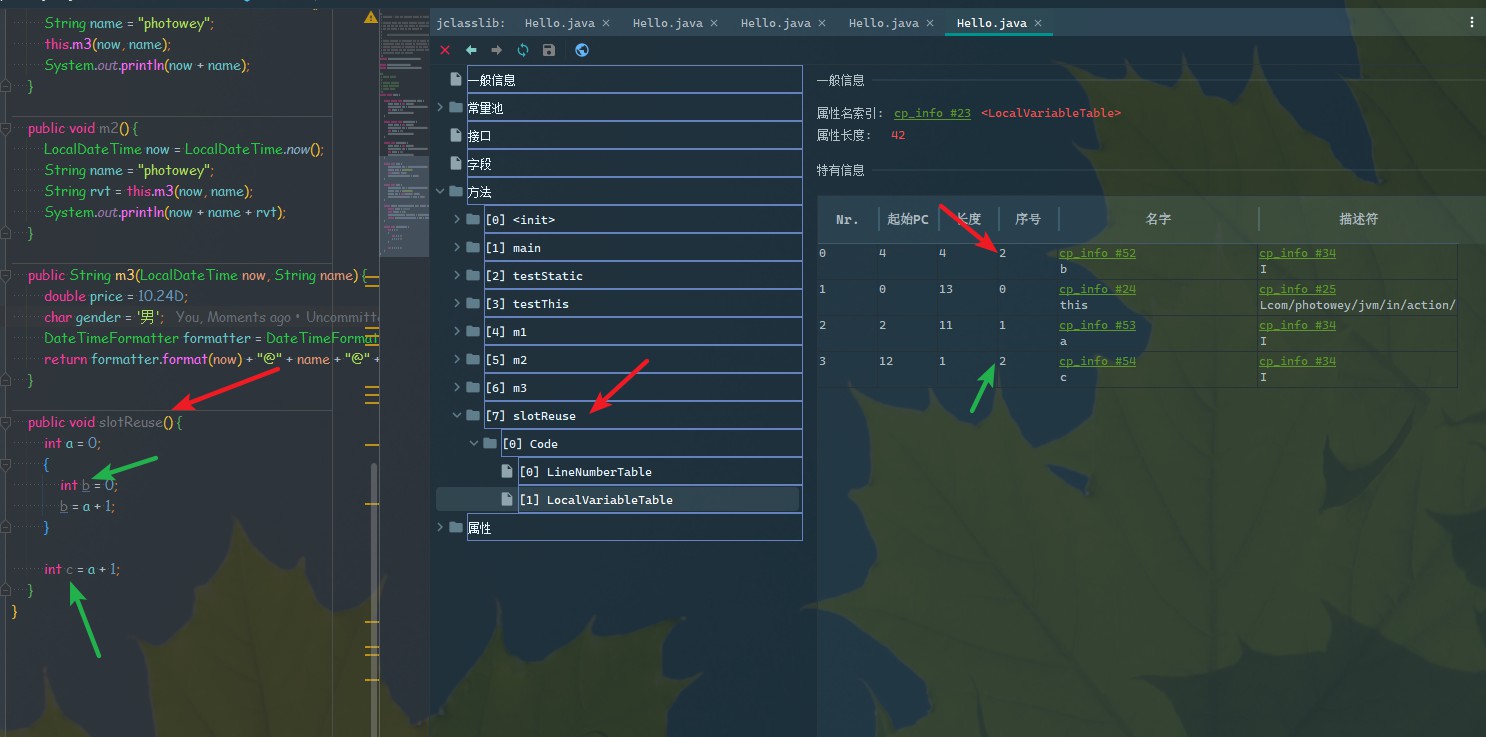 String name = "photowey";
this.m3(now, name);
System.out.println(now + name);
}
public void m2() {
LocalDateTime now = LocalDateTime.now();
String name = "photowey";
String rvt = this.m3(now, name);
System.out.println(now + name + rvt);
}
public String m3(LocalDateTime now, String name) {
double price = 10.24D;
char gender = '男'; You, Moments ago • Uncommitte
DateTimeFormatter formatter = DateTimeFormat
return formatter.format(now) + "@" + name + "@" +
}
public void slotReuse() {
int a = 0;
{
int b = 0;
b = a + 1;
}
int c = a + 1;
}
}
jclasslib: Hello.java × Hello.java × Hello.java × Hello.java × Hello.java ×
一般信息
常量池
接口
字段
方法
[0] <init>
[1] main
[2] testStatic
[3] testThis
[4] m1
[5] m2
[6] m3
[7] slotReuse
[0] Code
[0] LineNumberTable
[1] LocalVariableTable
属性
一般信息
属性名索引: cp_info #23 <LocalVariableTable>
属性长度: 42
特有信息
Nr. 起始PC 长度 序号 名字 描述符
0 4 4 2 cp_info #52 cp_info #34
b I
1 0 13 0 cp_info #24 cp_info #25
this Lcom/photowey/jvm/in/action/
2 2 11 1 cp_info #53 cp_info #34
a I
3 12 1 2 cp_info #54 cp_info #34
c I